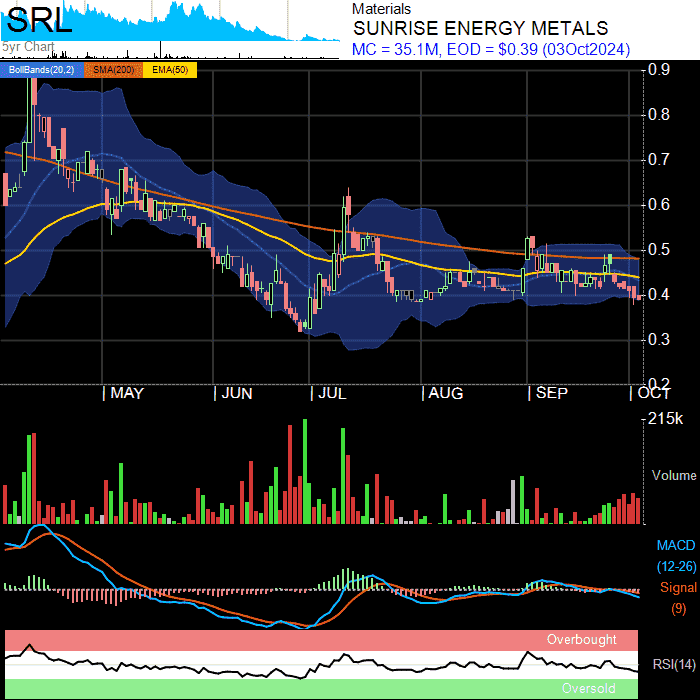 SRL
5yr Chart
Materials
SUNRISE ENERGY METALS
MC = 35.1M, EOD = $0.39 (03Oct2024)
BollBands(20,2) SMA(200) EMA(50)
0.9
0.8
0.7
0.6
0.5
0.4
0.3
0.2
MAY JUN JUL AUG SEP OCT
215k
Volume
MACD
(12-26)
Signal
(9)
Overbought
RSI(14)
Oversold